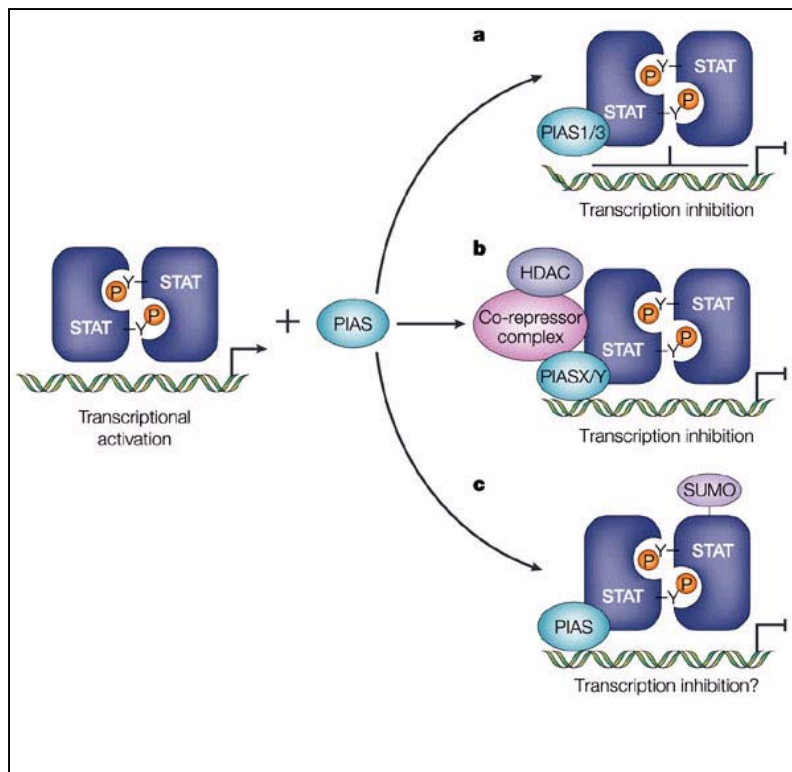 a
P
Y
STAT
STAT
Y
P
PIAS1/3
Transcription inhibition
P
Y
STAT
STAT
Y
P
Transcriptional
activation
+
PIAS
b
HDAC
Co-repressor
complex
PIASX/Y
P
Y
STAT
STAT
Y
P
Transcription inhibition
c
SUMO
P
Y
STAT
STAT
Y
P
PIAS
Transcription inhibition?